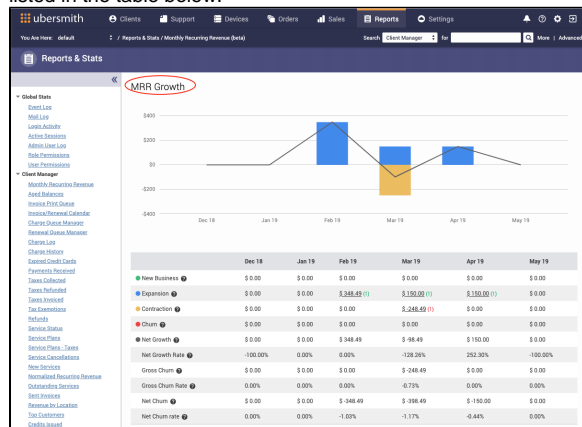 listed in the table below.
ubersmith Clients Support Devices Orders Sales Reports Settings
You Are Here: default / Reports & Stats / Monthly Recurring Revenue (beta) Search Client Manager for More | Advanced
Reports & Stats
«
MRR Growth
Global Stats
Event Log
Mail Log
Login Activity
Active Sessions
Admin User Log
Role Permissions
User Permissions
Client Manager
Monthly Recurring Revenue
Aged Balances
Invoice Print Queue
Invoice/Renewal Calendar
Charge Queue Manager
Renewal Queue Manager
Charge Log
Charge History
Expired Credit Cards
Payments Received
Taxes Collected
Taxes Refunded
Taxes Invoiced
Tax Exemptions
Refunds
Service Status
Service Plans
Service Plans - Taxes
Service Cancellations
New Services
Normalized Recurring Revenue
Outstanding Services
Sent Invoices
Revenue by Location
Top Customers
Credits Issued
$400
$200
$0
-$200
-$400
Dec 18 Jan 19 Feb 19 Mar 19 Apr 19 May 19
Dec 18 Jan 19 Feb 19 Mar 19 Apr 19 May 19
New Business $ 0.00 $ 0.00 $ 0.00 $ 0.00 $ 0.00 $ 0.00
Expansion $ 0.00 $ 0.00 $ 348.49 (1) $ 150.00 (1) $ 150.00 (1) $ 0.00
Contraction $ 0.00 $ 0.00 $ 0.00 $ -248.49 (1) $ 0.00 $ 0.00
Churn $ 0.00 $ 0.00 $ 0.00 $ 0.00 $ 0.00 $ 0.00
Net Growth $ 0.00 $ 0.00 $ 348.49 $ -98.49 $ 150.00 $ 0.00
Net Growth Rate -100.00% 0.00% 0.00% -128.26% 252.30% -100.00%
Gross Churn $ 0.00 $ 0.00 $ 0.00 $ -248.49 $ 0.00 $ 0.00
Gross Churn Rate 0.00% 0.00% 0.00% -0.73% 0.00% 0.00%
Net Churn $ 0.00 $ 0.00 $ -348.49 $ -398.49 $ -150.00 $ 0.00
Net Churn rate 0.00% 0.00% -1.03% -1.17% -0.44% 0.00%